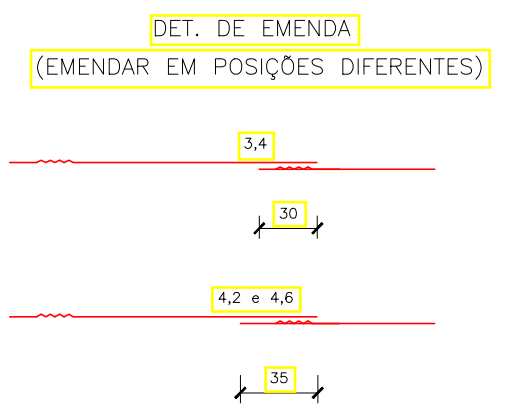 DET. DE EMENDA
(EMENDAR EM POSIÇÕES DIFERENTES)
3,4
30
4,2 e 4,6
35